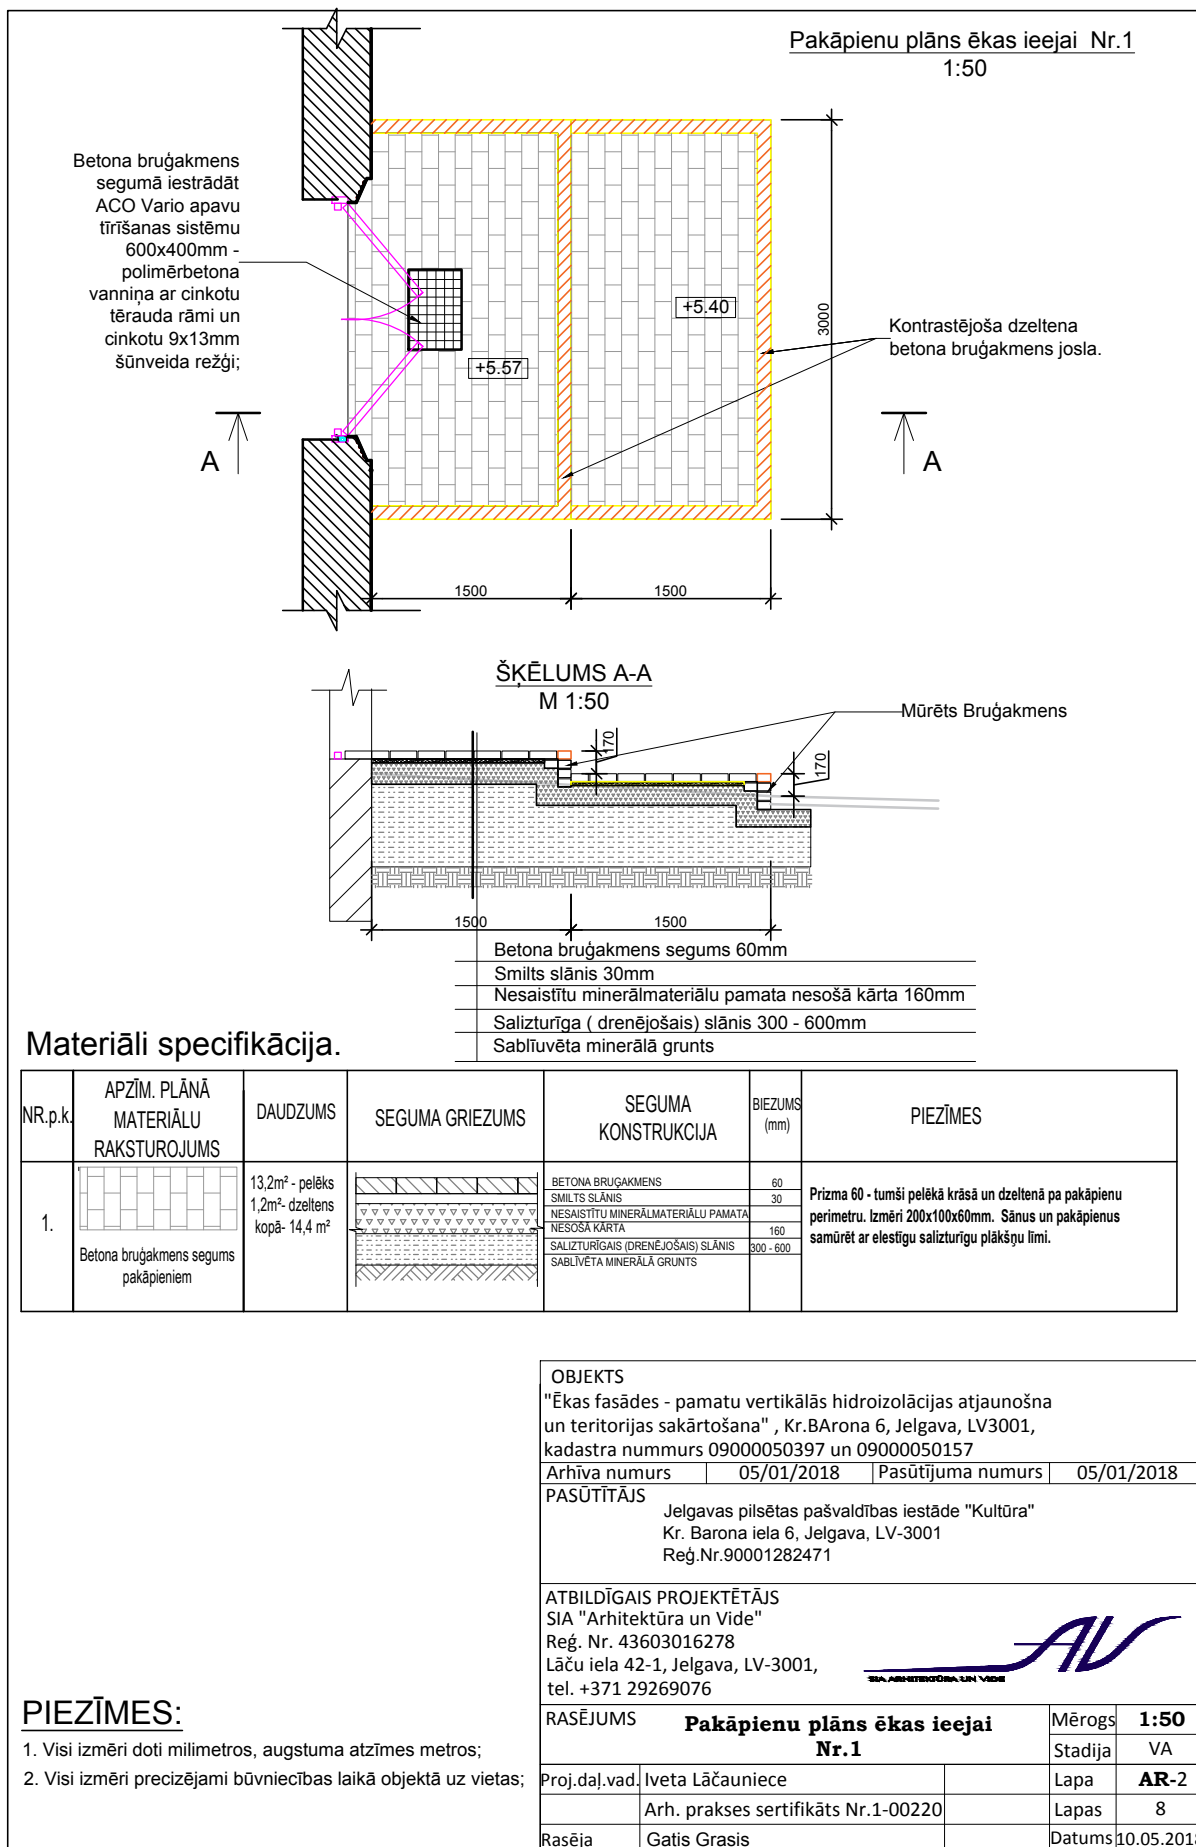 Pakāpienu plāns ēkas ieejai Nr.1
1:50
Betona bruģakmens
segumā iestrādāt
ACO Vario apavu
tīrīšanas sistēmu
600x400mm -
polimērbetona
vanniņa ar cinkotu
tērauda rāmi un
cinkotu 9x13mm
šūnveida režģi;
+5.40
+5.57
3000
Kontrastējoša dzeltena
betona bruģakmens josla.
A
A
1500
1500
ŠĶĒLUMS A-A
M 1:50
Mūrēts Bruģakmens
170
170
1500
1500
Betona bruģakmens segums 60mm
Smilts slānis 30mm
Nesaistītu minerālmateriālu pamata nesošā kārta 160mm
Salizturīga ( drenējošais) slānis 300 - 600mm
Sablīuvēta minerālā grunts
Materiāli specifikācija.
NR.p.k.
APZĪM. PLĀNĀ
MATERIĀLU
RAKSTUROJUMS
DAUDZUMS
SEGUMA GRIEZUMS
SEGUMA
KONSTRUKCIJA
BIEZUMS
(mm)
PIEZĪMES
1.
Betona bruģakmens segums
pakāpieniem
13,2m² - pelēks
1,2m²- dzeltens
kopā- 14,4 m²
BETONA BRUĢAKMENS 60
SMILTS SLĀNIS 30
NESAISTĪTU MINERĀLMATERIĀLU PAMATA
NESOŠĀ KĀRTA 160
SALIZTURĪGAIS (DRENĒJOŠAIS) SLĀNIS 300 - 600
SABLĪVĒTA MINERĀLĀ GRUNTS
Prizma 60 - tumši pelēkā krāsā un dzeltenā pa pakāpienu
perimetru. Izmēri 200x100x60mm. Sānus un pakāpienus
samūrēt ar elestīgu salizturīgu plākšņu līmi.
OBJEKTS
"Ēkas fasādes - pamatu vertikālās hidroizolācijas atjaunošna
un teritorijas sakārtošana" , Kr.BArona 6, Jelgava, LV3001,
kadastra nummurs 09000050397 un 09000050157
Arhīva numurs 05/01/2018 Pasūtījuma numurs 05/01/2018
PASŪTĪTĀJS
Jelgavas pilsētas pašvaldības iestāde "Kultūra"
Kr. Barona iela 6, Jelgava, LV-3001
Reģ.Nr.90001282471
ATBILDĪGAIS PROJEKTĒTĀJS
SIA "Arhitektūra un Vide"
Reģ. Nr. 43603016278
Lāču iela 42-1, Jelgava, LV-3001,
tel. +371 29269076
AV
SIA ARHITEKTŪRA UN VIDE
RASĒJUMS Pakāpienu plāns ēkas ieejai
Nr.1
Mērogs 1:50
Stadija VA
Proj.daļ.vad. Iveta Lāčauniece Lapa AR-2
Arh. prakses sertifikāts Nr.1-00220 Lapas 8
Rasēja Gatis Grasis Datums 10.05.2018
PIEZĪMES:
1. Visi izmēri doti milimetros, augstuma atzīmes metros;
2. Visi izmēri precizējami būvniecības laikā objektā uz vietas;